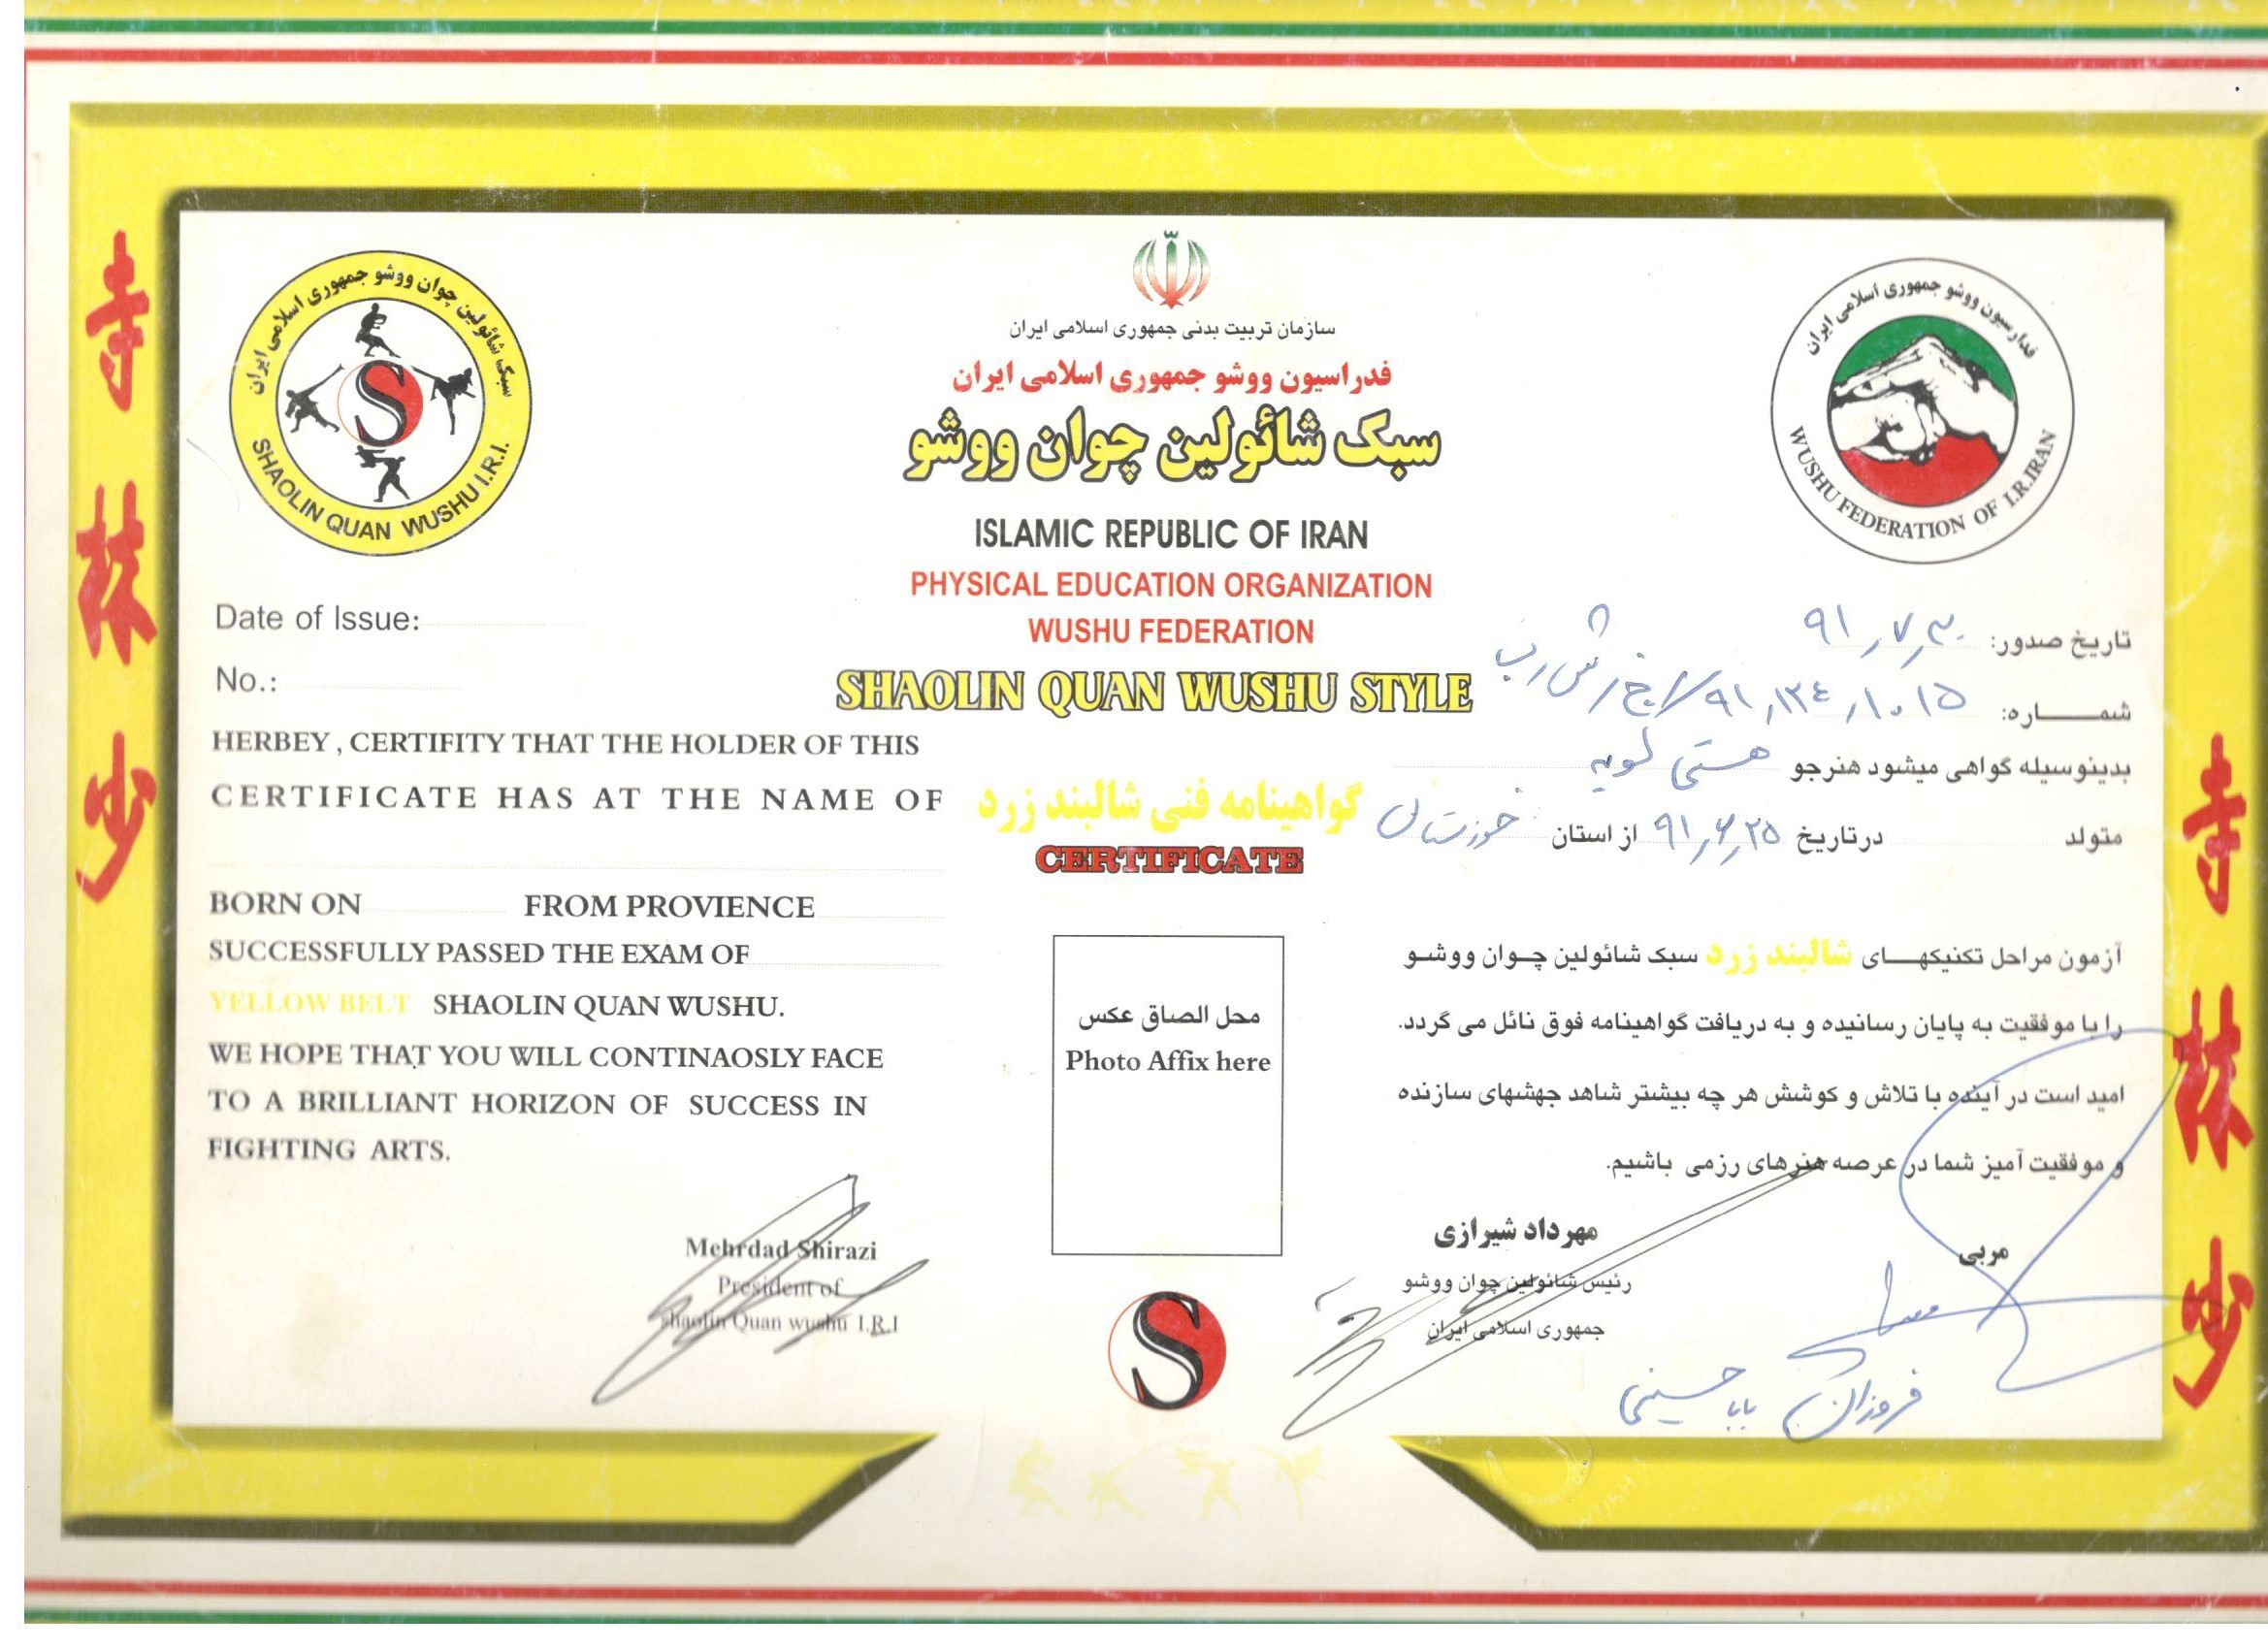 سبک شائولین چوان ووشو جمهوری اسلامی ایران
SHAOLIN QUAN WUSHU I.R.I.
S
سازمان تربیت بدنی جمهوری اسلامی ایران
فدراسیون ووشو جمهوری اسلامی ایران
سبک شائولین چوان ووشو
ISLAMIC REPUBLIC OF IRAN
PHYSICAL EDUCATION ORGANIZATION
WUSHU FEDERATION
SHAOLIN QUAN WUSHU STYLE
گواهینامه فنی شالبند زرد
CERTIFICATE
فدارسیون ووشو جمهوری اسلامی ایران
WUSHU FEDERATION OF I.R.IRAN
تاریخ صدور: ۹۱٫۷٫۳۰
شمــــاره: ۹۱٫۱۲٤٫۱۰۱۵
بدینوسیله گواهی میشود هنرجو هستی
متولد درتاریخ ۹۱٫۶٫۲۵ از استان خوزستان
آزمون مراحل تکنیکهـــای شالبند زرد سبک شائولین چــوان ووشــو
را با موفقیت به پایان رسانیده و به دریافت گواهینامه فوق نائل می گردد.
امید است در آینده با تلاش و کوشش هر چه بیشتر شاهد جهشهای سازنده
و موفقیت آمیز شما در عرصه هنرهای رزمی باشیم.
مربی
فروزان باباحسینی
مهرداد شیرازی
رئیس شائولین چوان ووشو
جمهوری اسلامی ایران
Date of Issue:
No.:
HERBEY , CERTIFITY THAT THE HOLDER OF THIS
CERTIFICATE HAS AT THE NAME OF
BORN ON FROM PROVIENCE
SUCCESSFULLY PASSED THE EXAM OF
YELLOW BELT SHAOLIN QUAN WUSHU.
WE HOPE THAT YOU WILL CONTINAOSLY FACE
TO A BRILLIANT HORIZON OF SUCCESS IN
FIGHTING ARTS.
Mehrdad Shirazi
President of
shaolin Quan wushu I.R.I
محل الصاق عکس
Photo Affix here
S
寺
林
少
寺
林
少